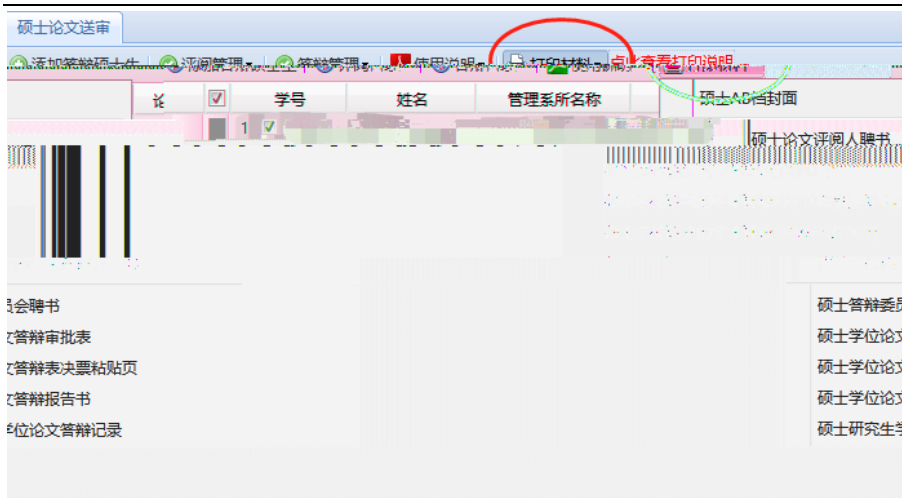 硕士论文送审
添加答辩硕士生 评阅管理 答辩管理 使用说明 打印材料 点此查看打印说明
论 学号 姓名 管理系所名称 硕士AB档封面
1
硕士论文评阅人聘书
员会聘书 硕士答辩委员
文答辩审批表 硕士学位论文
文答辩表决票粘贴页 硕士学位论文
文答辩报告书 硕士学位论文
学位论文答辩记录 硕士研究生学